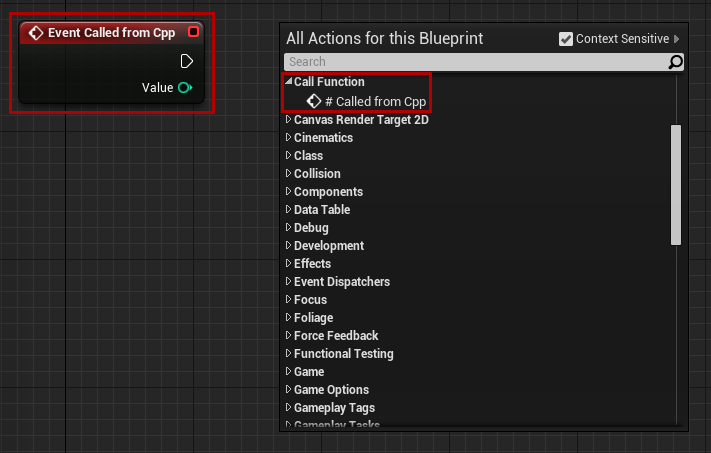 Event Called from Cpp
Value
All Actions for this Blueprint
Context Sensitive
Search
Call Function
# Called from Cpp
Canvas Render Target 2D
Cinematics
Class
Collision
Components
Data Table
Debug
Development
Effects
Event Dispatchers
Focus
Foliage
Force Feedback
Functional Testing
Game
Game Options
Gameplay Tags
Gameplay Tasks